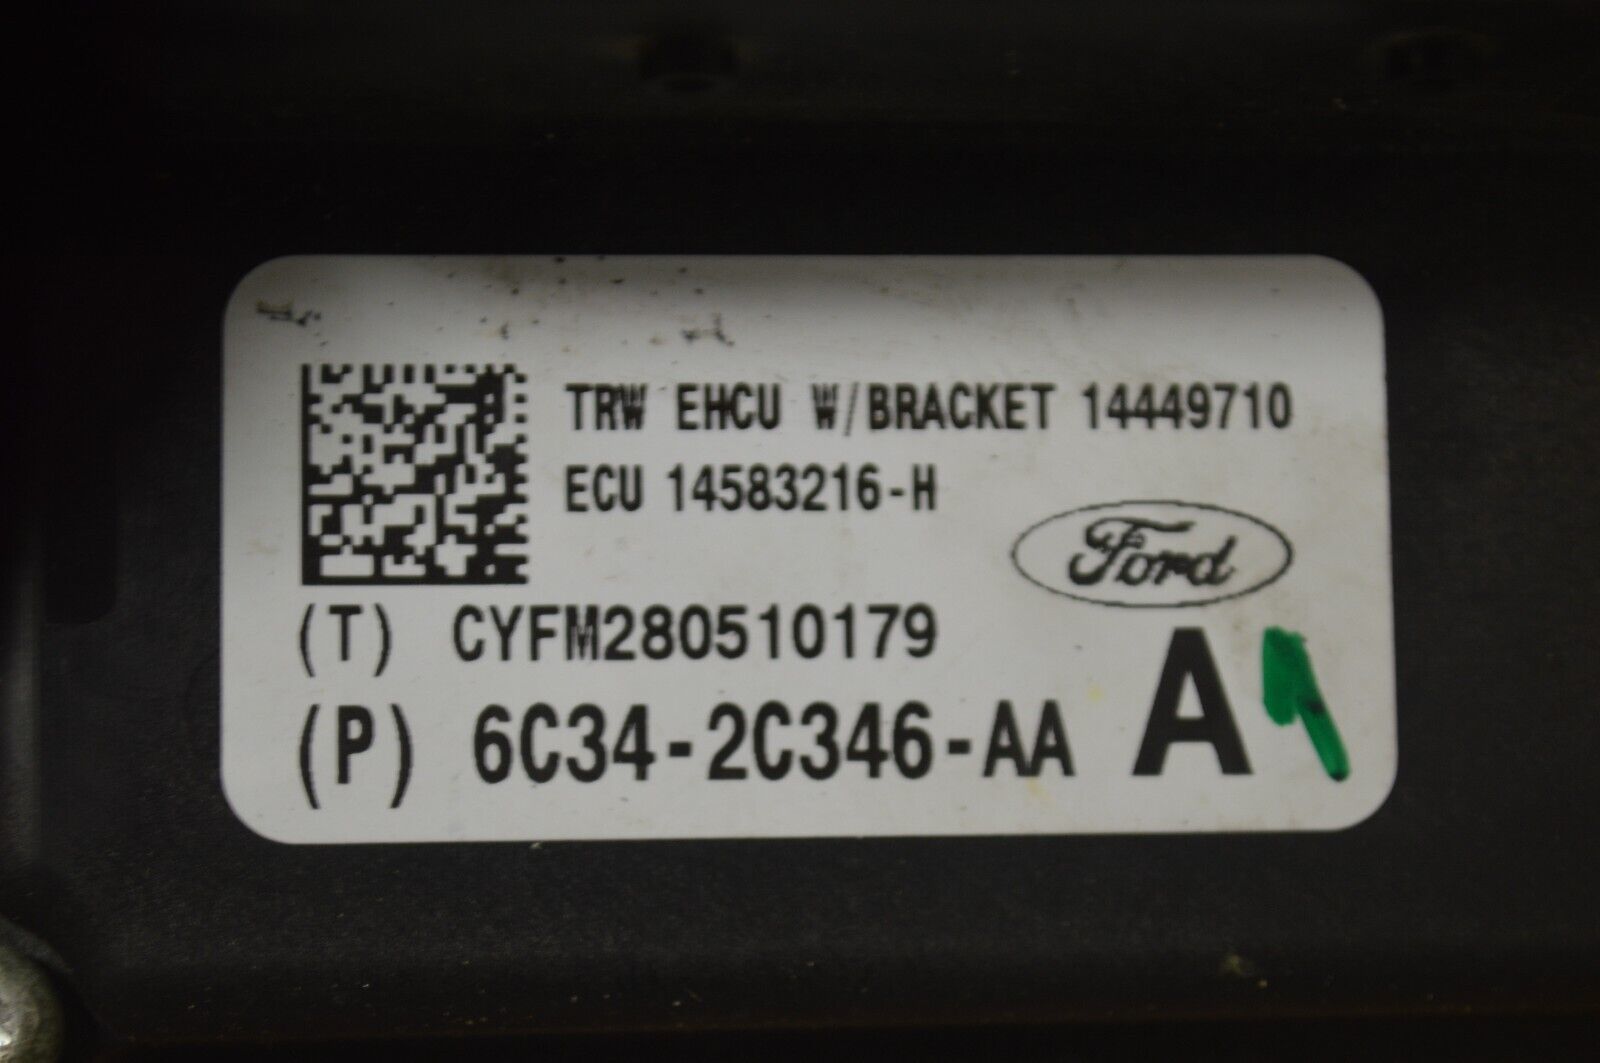 TRW EHCU W/BRACKET 14449710
ECU 14583216-H
Ford
(T) CYFM280510179
(P) 6C34-2C346-AA A